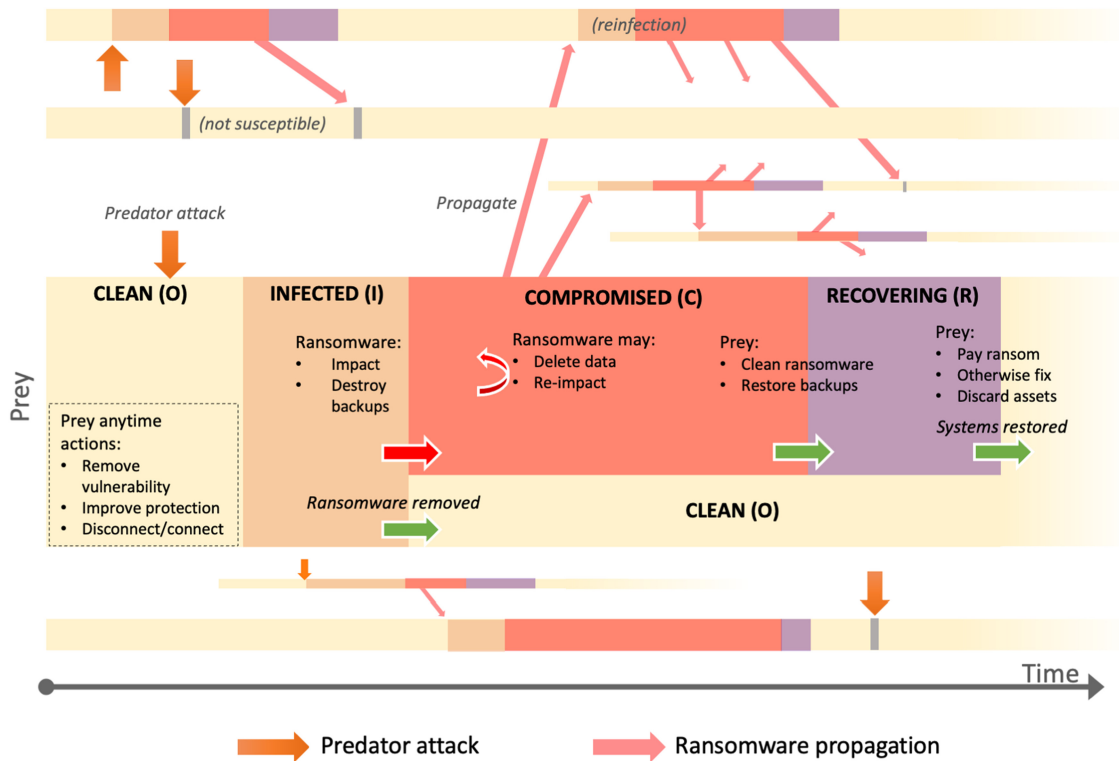 (reinfection)
(not susceptible)
Propagate
Predator attack
Prey
CLEAN (O)
INFECTED (I)
COMPROMISED (C)
RECOVERING (R)
Ransomware:
• Impact
• Destroy
backups
Ransomware may:
• Delete data
• Re-impact
Prey:
• Clean ransomware
• Restore backups
Prey:
• Pay ransom
• Otherwise fix
• Discard assets
Systems restored
Prey anytime
actions:
• Remove
vulnerability
• Improve protection
• Disconnect/connect
Ransomware removed
CLEAN (O)
Time
Predator attack
Ransomware propagation